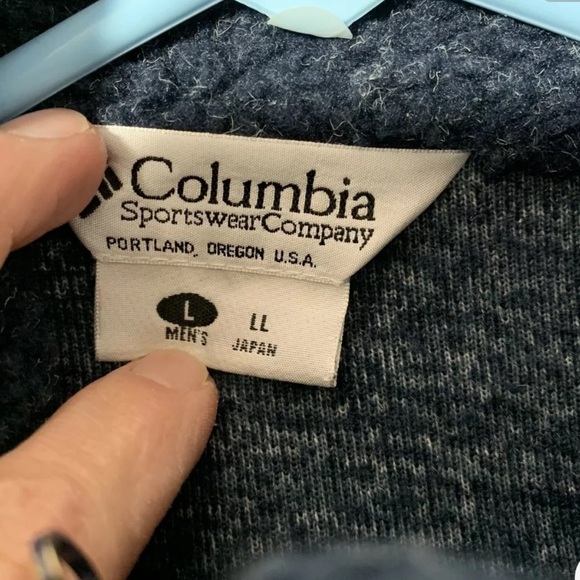 Columbia
SportswearCompany
PORTLAND, OREGON U.S.A.
L LL
MEN'S JAPAN